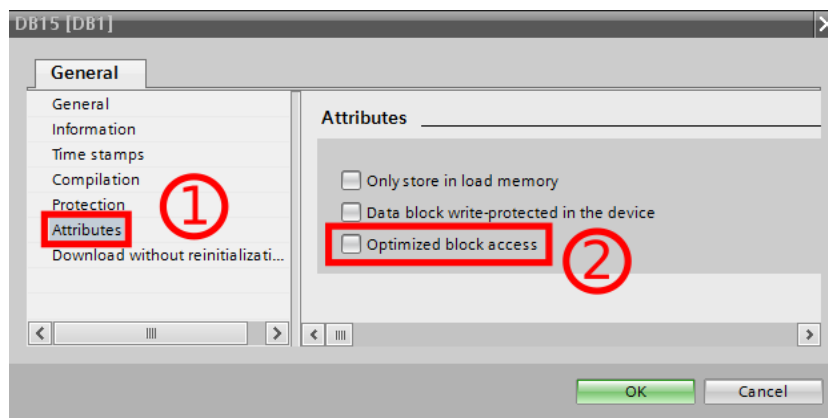 DB15 [DB1]
General
General
Information
Time stamps
Compilation
Protection
Attributes
Download without reinitializati...
1
Attributes
Only store in load memory
Data block write-protected in the device
Optimized block access
2
OK
Cancel